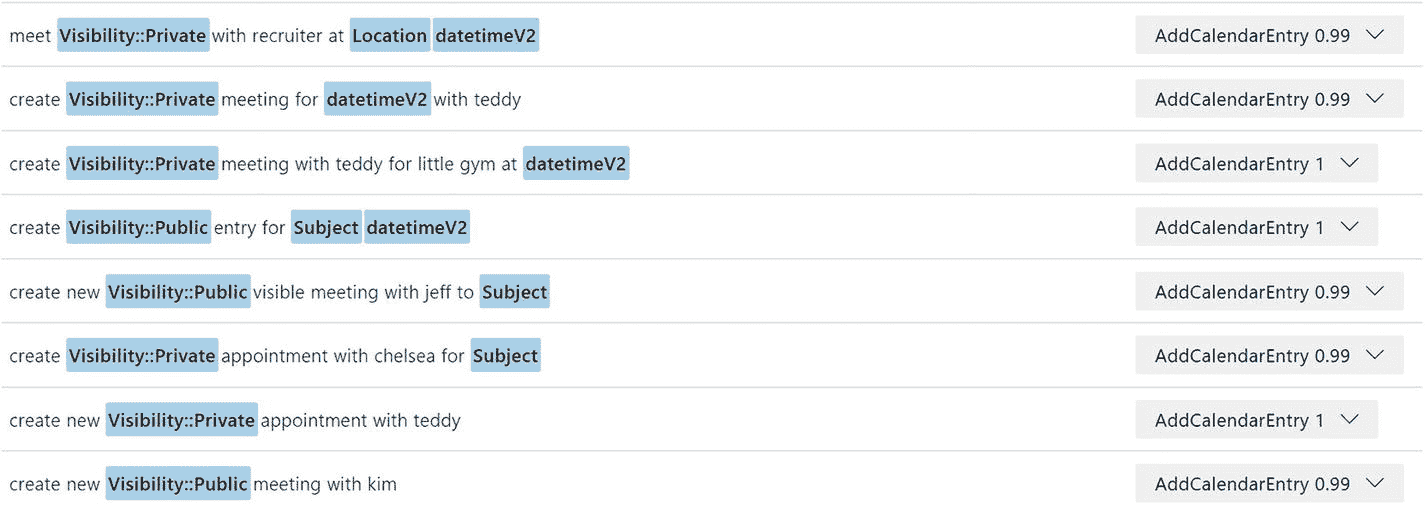 meet Visibility::Private with recruiter at Location datetimeV2 AddCalendarEntry 0.99
create Visibility::Private meeting for datetimeV2 with teddy AddCalendarEntry 0.99
create Visibility::Private meeting with teddy for little gym at datetimeV2 AddCalendarEntry 1
create Visibility::Public entry for Subject datetimeV2 AddCalendarEntry 1
create new Visibility::Public visible meeting with jeff to Subject AddCalendarEntry 0.99
create Visibility::Private appointment with chelsea for Subject AddCalendarEntry 0.99
create new Visibility::Private appointment with teddy AddCalendarEntry 1
create new Visibility::Public meeting with kim AddCalendarEntry 0.99